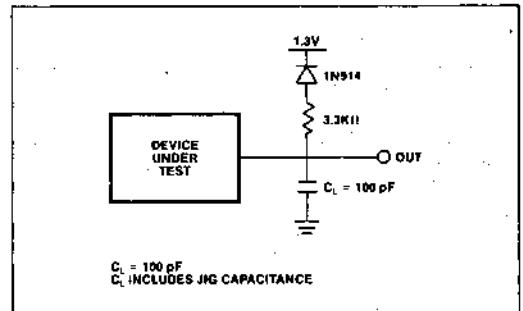 1.3V
1N914
3.3KΩ
DEVICE
UNDER
TEST
OUT
CL = 100 pF
CL = 100 pF
CL INCLUDES JIG CAPACITANCE